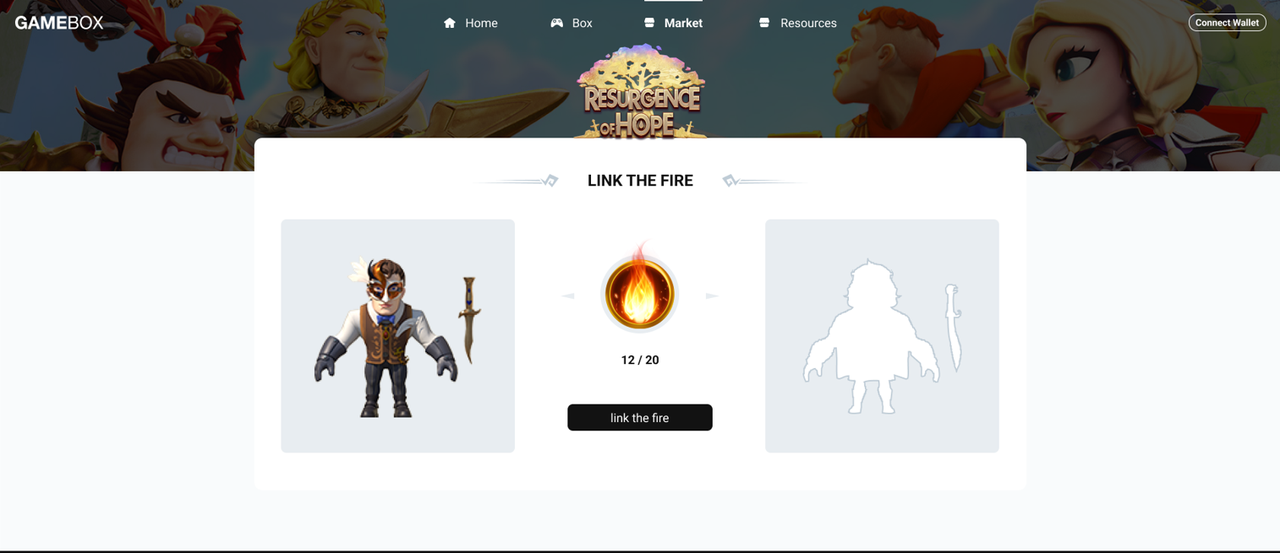 GAMEBOX
Home
Box
Market
Resources
Connect Wallet
RESURGENCE
OF HOPE
LINK THE FIRE
12 / 20
link the fire